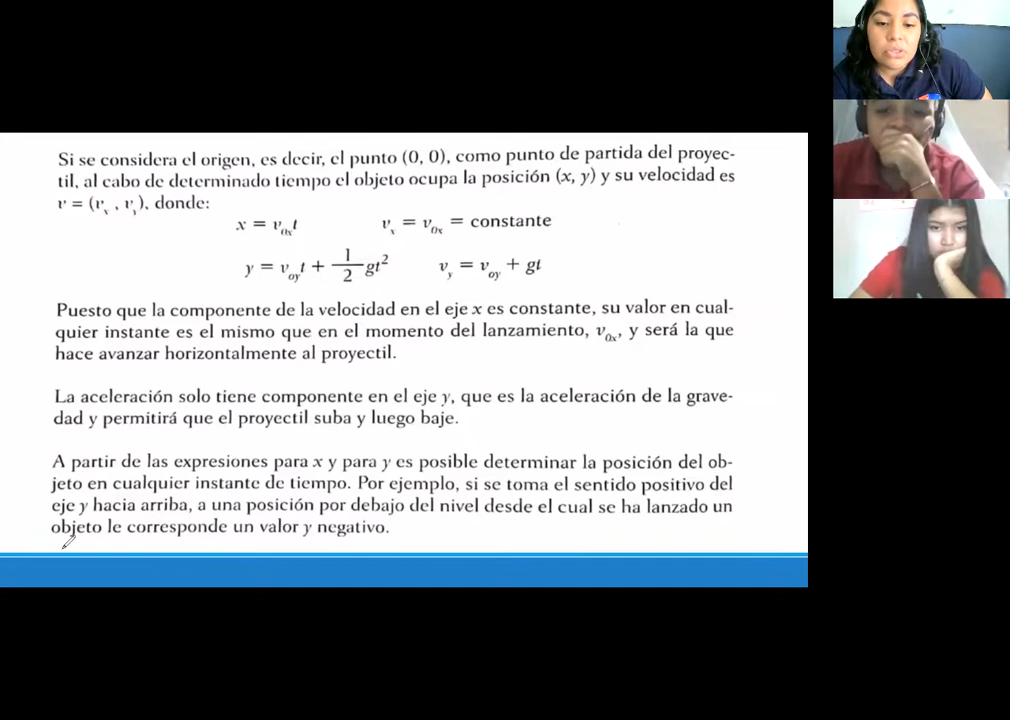 Si se considera el origen, es decir, el punto (0, 0), como punto de partida del proyec-
til, al cabo de determinado tiempo el objeto ocupa la posición (x, y) y su velocidad es
v = (vₓ , vᵧ), donde:
x = v₀ₓt vₓ = v₀ₓ = constante
y = v_oy t + 1/2 gt² v_y = v_oy + gt
Puesto que la componente de la velocidad en el eje x es constante, su valor en cual-
quier instante es el mismo que en el momento del lanzamiento, v₀ₓ, y será la que
hace avanzar horizontalmente al proyectil.
La aceleración solo tiene componente en el eje y, que es la aceleración de la grave-
dad y permitirá que el proyectil suba y luego baje.
A partir de las expresiones para x y para y es posible determinar la posición del ob-
jeto en cualquier instante de tiempo. Por ejemplo, si se toma el sentido positivo del
eje y hacia arriba, a una posición por debajo del nivel desde el cual se ha lanzado un
objeto le corresponde un valor y negativo.